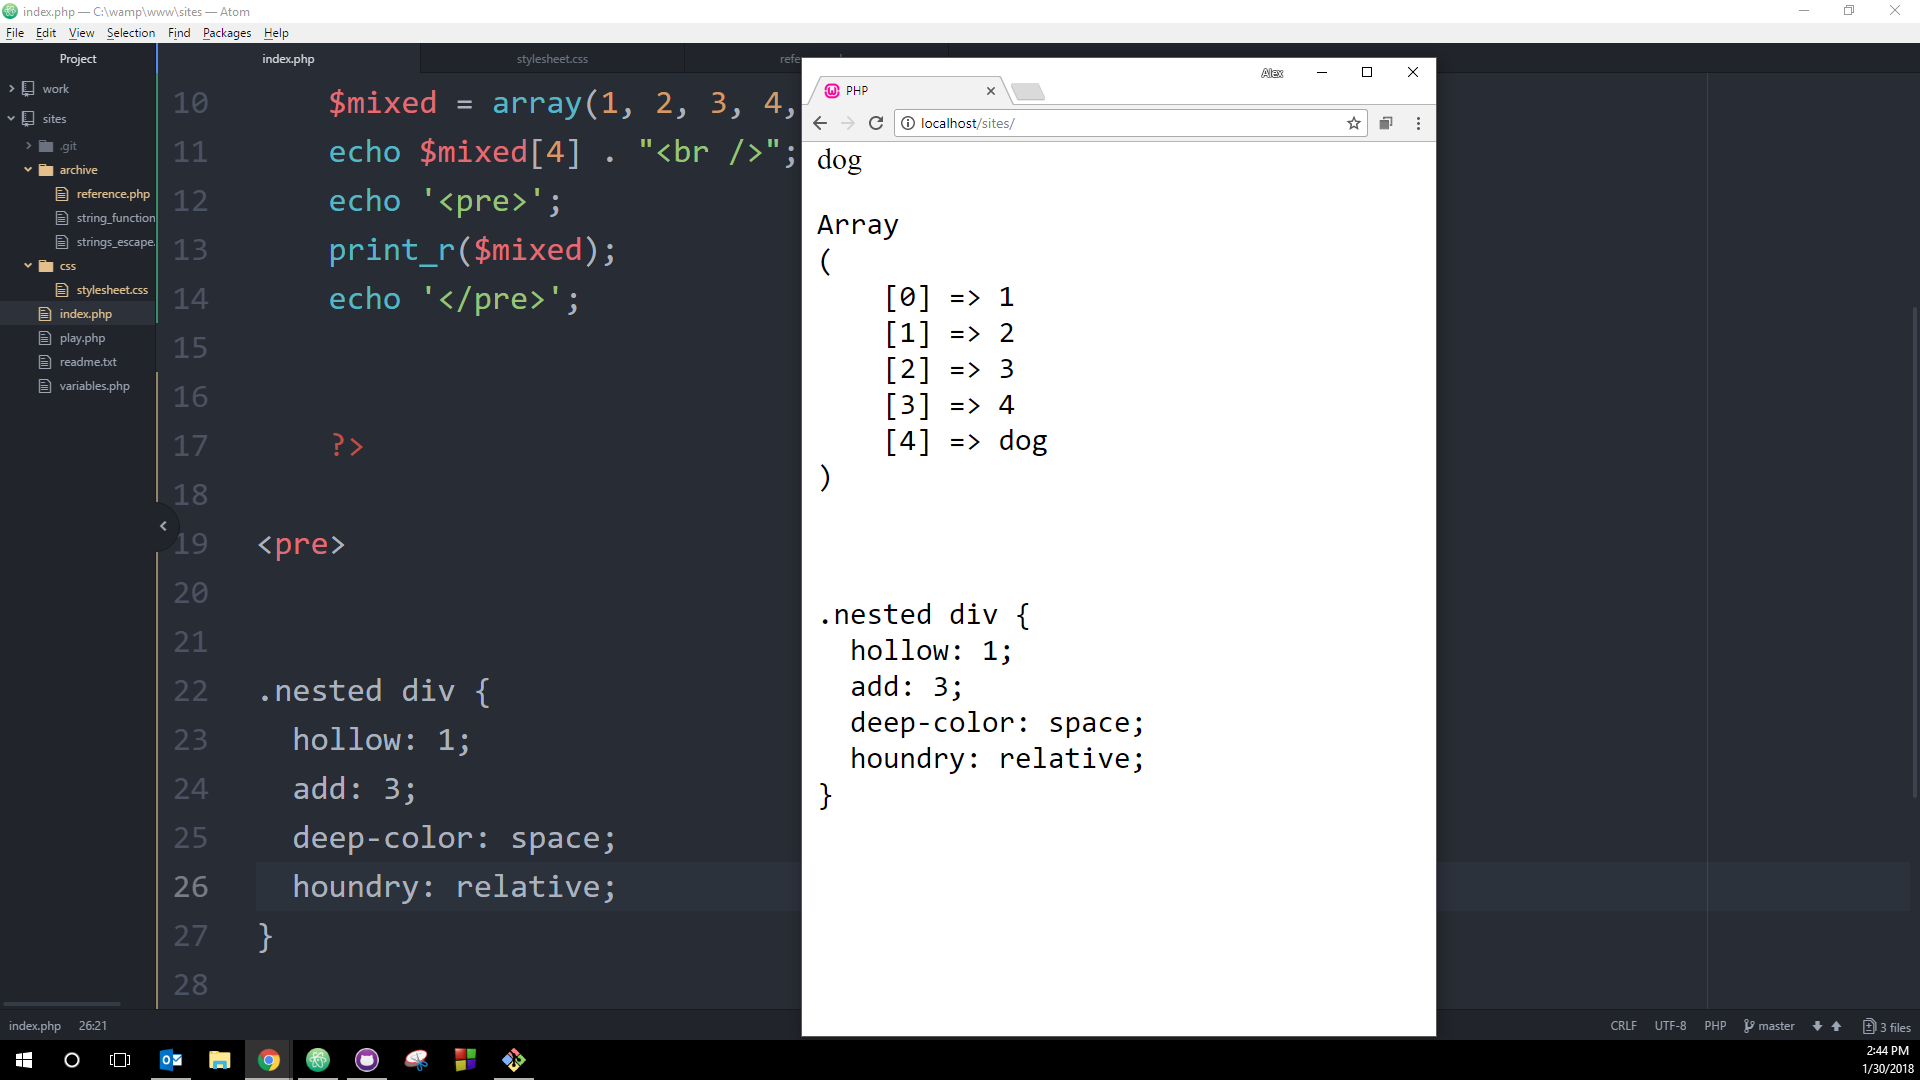 index.php — C:\wamp\www\sites — Atom
File Edit View Selection Find Packages Help
Project
work
sites
.git
archive
reference.php
string_function
strings_escape.
css
stylesheet.css
index.php
play.php
readme.txt
variables.php
index.php stylesheet.css refe
10 $mixed = array(1, 2, 3, 4,
11 echo $mixed[4] . "<br />";
12 echo '<pre>';
13 print_r($mixed);
14 echo '</pre>';
15
16
17 ?>
18
19 <pre>
20
21
22 .nested div {
23 hollow: 1;
24 add: 3;
25 deep-color: space;
26 houndry: relative;
27 }
28
Alex
PHP
localhost/sites/
dog
Array
(
[0] => 1
[1] => 2
[2] => 3
[3] => 4
[4] => dog
)
.nested div {
hollow: 1;
add: 3;
deep-color: space;
houndry: relative;
}
index.php 26:21
CRLF UTF-8 PHP master 3 files
2:44 PM
1/30/2018